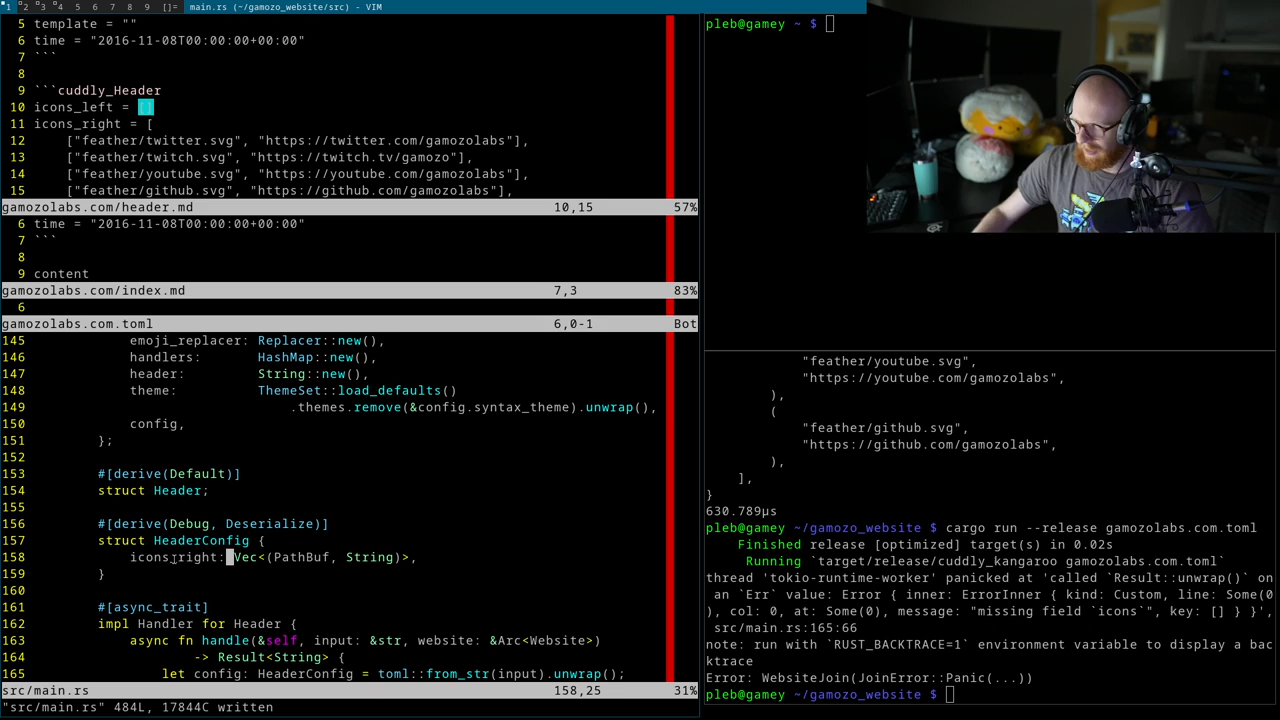 1 2 3 4 5 6 7 8 9 []= main.rs (~/gamozo_website/src) - VIM
5 template = ""
6 time = "2016-11-08T00:00:00+00:00"
7 ```
8
9 ```cuddly_Header
10 icons_left = []
11 icons_right = [
12 ["feather/twitter.svg", "https://twitter.com/gamozolabs"],
13 ["feather/twitch.svg", "https://twitch.tv/gamozo"],
14 ["feather/youtube.svg", "https://youtube.com/gamozolabs"],
15 ["feather/github.svg", "https://github.com/gamozolabs"],
gamozolabs.com/header.md 10,15 57%
6 time = "2016-11-08T00:00:00+00:00"
7 ```
8
9 content
gamozolabs.com/index.md 7,3 83%
6
gamozolabs.com.toml 6,0-1 Bot
145 emoji_replacer: Replacer::new(),
146 handlers: HashMap::new(),
147 header: String::new(),
148 theme: ThemeSet::load_defaults()
149 .themes.remove(&config.syntax_theme).unwrap(),
150 config,
151 };
152
153 #[derive(Default)]
154 struct Header;
155
156 #[derive(Debug, Deserialize)]
157 struct HeaderConfig {
158 icons_right: Vec<(PathBuf, String)>,
159 }
160
161 #[async_trait]
162 impl Handler for Header {
163 async fn handle(&self, input: &str, website: &Arc<Website>)
164 -> Result<String> {
165 let config: HeaderConfig = toml::from_str(input).unwrap();
src/main.rs 158,25 31%
"src/main.rs" 484L, 17844C written
pleb@gamey ~ $
"feather/youtube.svg",
"https://youtube.com/gamozolabs",
),
(
"feather/github.svg",
"https://github.com/gamozolabs",
),
],
}
630.789µs
pleb@gamey ~/gamozo_website $ cargo run --release gamozolabs.com.toml
Finished release [optimized] target(s) in 0.02s
Running `target/release/cuddly_kangaroo gamozolabs.com.toml`
thread 'tokio-runtime-worker' panicked at 'called `Result::unwrap()` on
an `Err` value: Error { inner: ErrorInner { kind: Custom, line: Some(0
), col: 0, at: Some(0), message: "missing field `icons`", key: [] } }',
src/main.rs:165:66
note: run with `RUST_BACKTRACE=1` environment variable to display a bac
ktrace
Error: WebsiteJoin(JoinError::Panic(...))
pleb@gamey ~/gamozo_website $